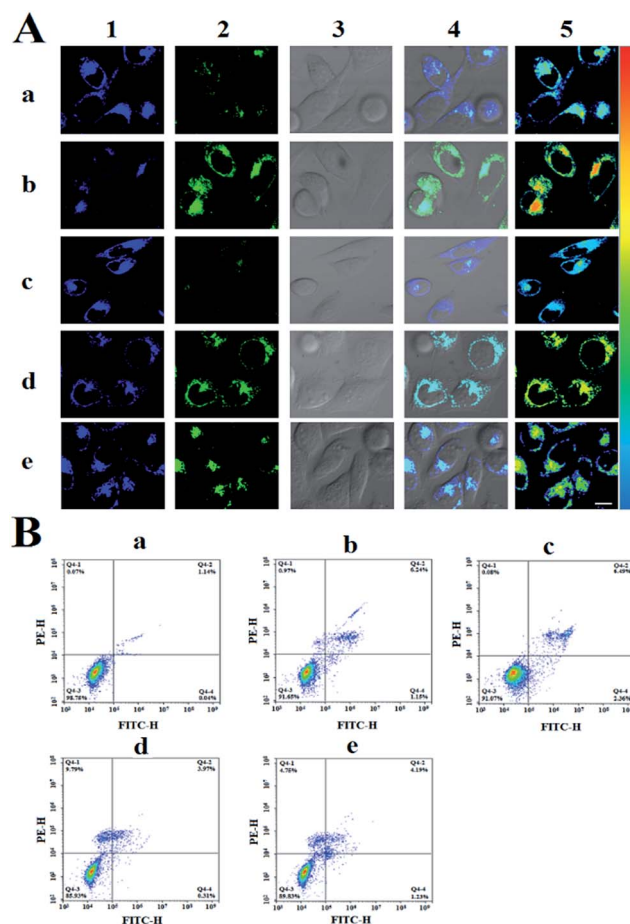 A 1 2 3 4 5
a
b
c
d
e
B a b c
Q4-1 0.07% Q4-2 1.14% Q4-3 98.78% Q4-4 0.04%
PE-H
FITC-H
Q4-1 0.97% Q4-2 6.24% Q4-3 91.65% Q4-4 1.15%
PE-H
FITC-H
Q4-1 0.08% Q4-2 6.49% Q4-3 91.07% Q4-4 2.36%
PE-H
FITC-H
d e
Q4-1 9.79% Q4-2 3.97% Q4-3 85.93% Q4-4 0.31%
PE-H
FITC-H
Q4-1 4.75% Q4-2 4.19% Q4-3 89.83% Q4-4 1.23%
PE-H
FITC-H